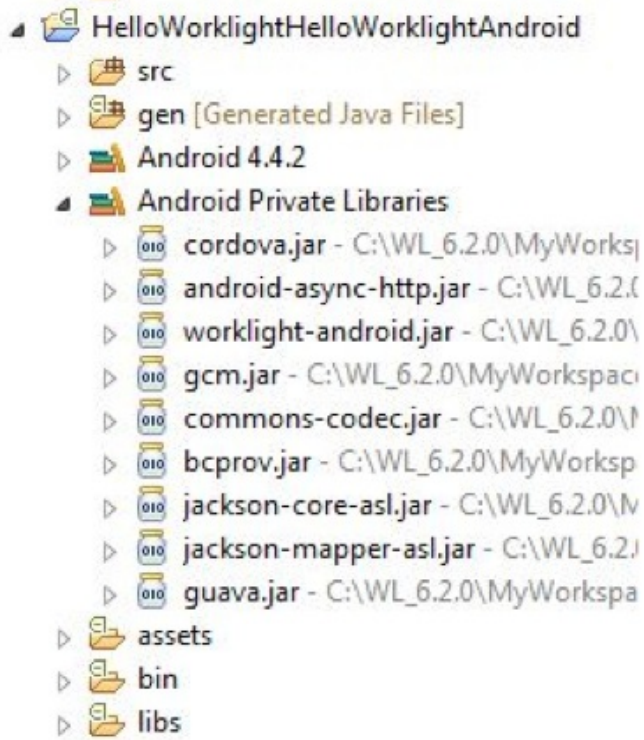 HelloWorklightHelloWorklightAndroid
src
gen [Generated Java Files]
Android 4.4.2
Android Private Libraries
cordova.jar - C:\WL_6.2.0\MyWorksp
android-async-http.jar - C:\WL_6.2.0
worklight-android.jar - C:\WL_6.2.0\
gcm.jar - C:\WL_6.2.0\MyWorkspac
commons-codec.jar - C:\WL_6.2.0\M
bcprov.jar - C:\WL_6.2.0\MyWorksp
jackson-core-asl.jar - C:\WL_6.2.0\M
jackson-mapper-asl.jar - C:\WL_6.2.
guava.jar - C:\WL_6.2.0\MyWorkspa
assets
bin
libs